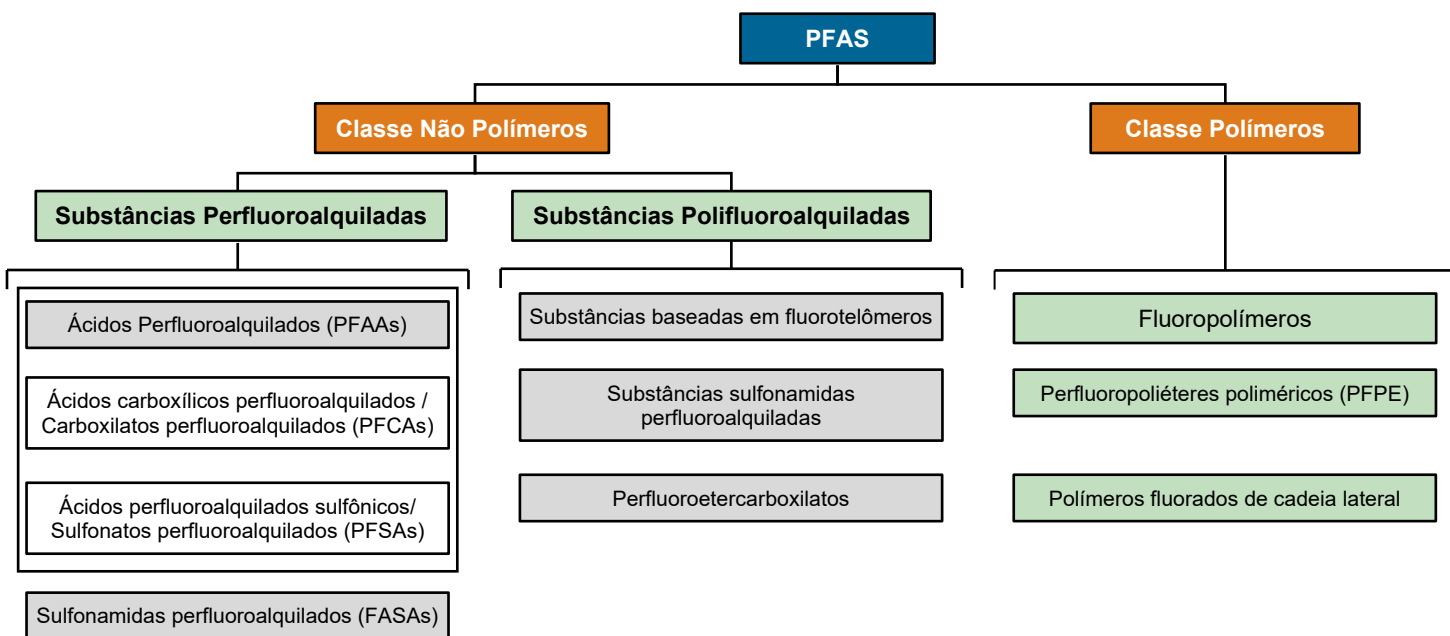 PFAS
Classe Não Polímeros
Classe Polímeros
Substâncias Perfluoroalquiladas
Substâncias Polifluoroalquiladas
Ácidos Perfluoroalquilados (PFAAs)
Ácidos carboxílicos perfluoroalquilados /
Carboxilatos perfluoroalquilados (PFCAs)
Ácidos perfluoroalquilados sulfônicos/
Sulfonatos perfluoroalquilados (PFSAs)
Sulfonamidas perfluoroalquilados (FASAs)
Substâncias baseadas em fluorotelômeros
Substâncias sulfonamidas
perfluoroalquiladas
Perfluoroetercarboxilatos
Fluoropolímeros
Perfluoropoliéteres poliméricos (PFPE)
Polímeros fluorados de cadeia lateral